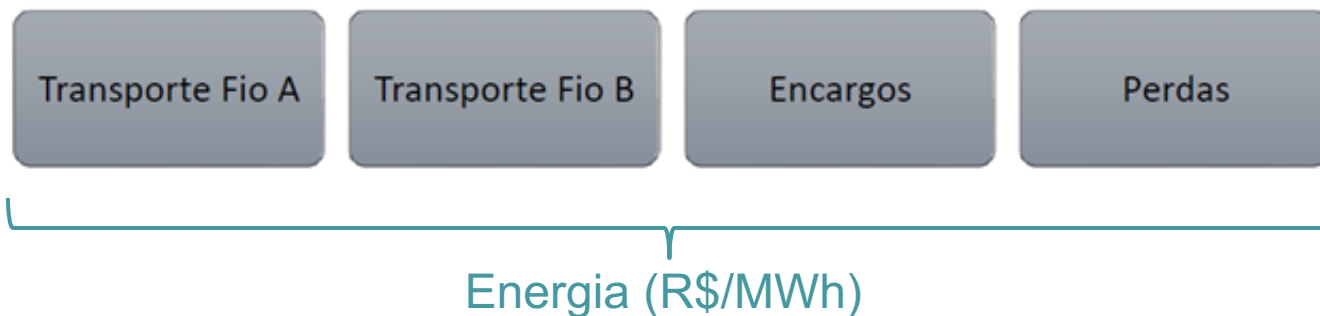 Transporte Fio A
Transporte Fio B
Encargos
Perdas
Energia (R$/MWh)